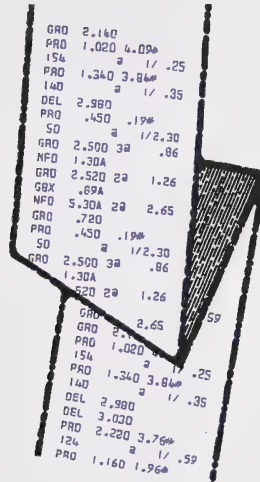 GRO 2.140
PRO 1.020 4.09#
154 @ 1/ .25
PRO 1.340 3.84#
140 @ 1/ .35
DEL 2.980
PRO .450 .19#
50 @ 1/2.30
GRO 2.500 3@ .86
NFO 1.30A
GRO 2.520 2@ 1.26
GBX .69A
NFO 5.30A 2@ 2.65
GRO .720
PRO .450 .19#
50 @ 1/2.30
GRO 2.500 3@ .86
1.30A
520 2@ 1.26
GRO 2.65 59
GRO
PRO 1.020
154 @ 1/ .25
PRO 1.340 3.84#
140 @ 1/ .35
DEL 2.980
DEL 3.030
PRO 2.220 3.76#
124 @ 1/ .59
PRO 1.160 1.96#